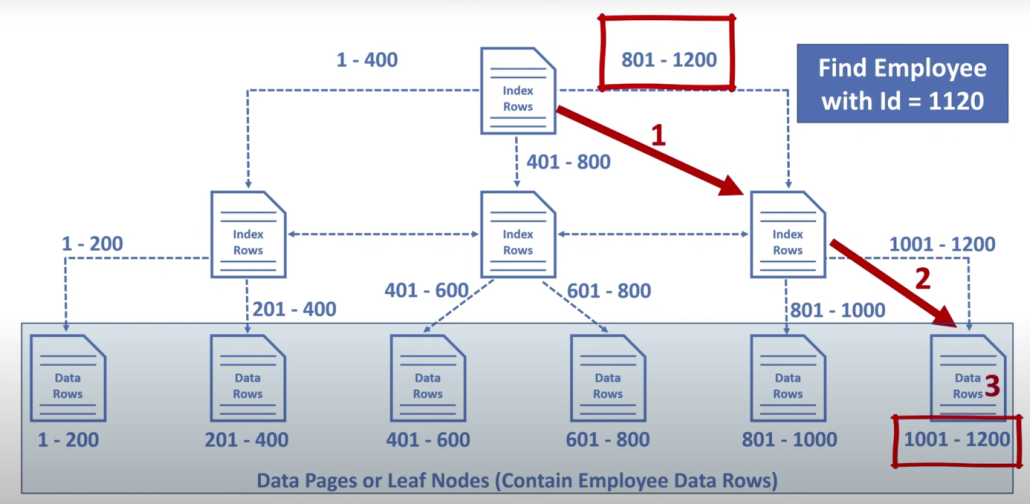 1 - 400
801 - 1200
Find Employee
with Id = 1120
Index
Rows
1
401 - 800
Index
Rows
Index
Rows
Index
Rows
1 - 200
1001 - 1200
2
401 - 600
601 - 800
201 - 400
801 - 1000
Data
Rows
Data
Rows
Data
Rows
Data
Rows
Data
Rows
Data
Rows
3
1 - 200
201 - 400
401 - 600
601 - 800
801 - 1000
1001 - 1200
Data Pages or Leaf Nodes (Contain Employee Data Rows)